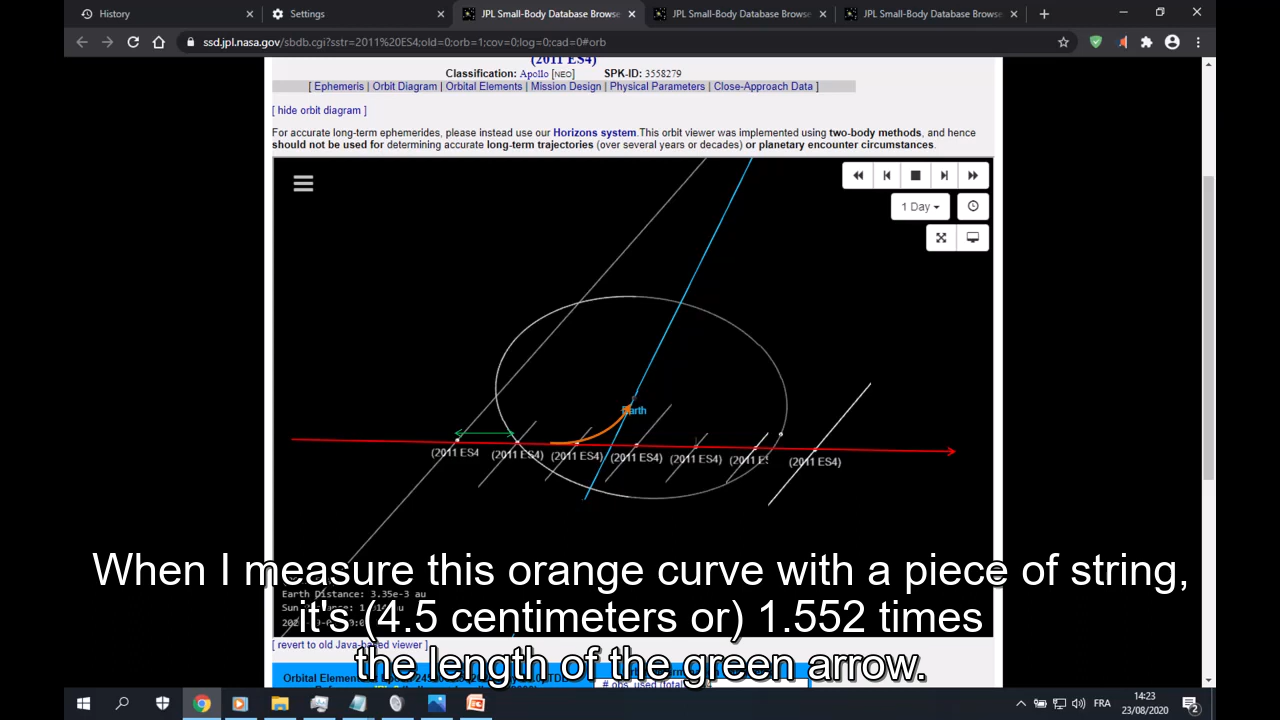 History
Settings
JPL Small-Body Database Browse
JPL Small-Body Database Browse
JPL Small-Body Database Browse
ssd.jpl.nasa.gov/sbdb.cgi?sstr=2011%20ES4;old=0;orb=1;cov=0;log=0;cad=0#orb
(2011 ES4)
Classification: Apollo [NEO] SPK-ID: 3558279
[ Ephemeris | Orbit Diagram | Orbital Elements | Mission Design | Physical Parameters | Close-Approach Data ]
[ hide orbit diagram ]
For accurate long-term ephemerides, please instead use our Horizons system.This orbit viewer was implemented using two-body methods, and hence
should not be used for determining accurate long-term trajectories (over several years or decades) or planetary encounter circumstances.
1 Day
Earth
(2011 ES4 (2011 ES4) (2011 ES4) (2011 ES4) (2011 ES4) (2011 E (2011 ES4)
When I measure this orange curve with a piece of string,
Earth Distance: 3.35e-3 au
it's (4.5 centimeters or) 1.552 times
[ revert to old Java-based viewer ]
the length of the green arrow.
Orbital Elements
# obs. used (total)
FR
14:23
23/08/2020
2